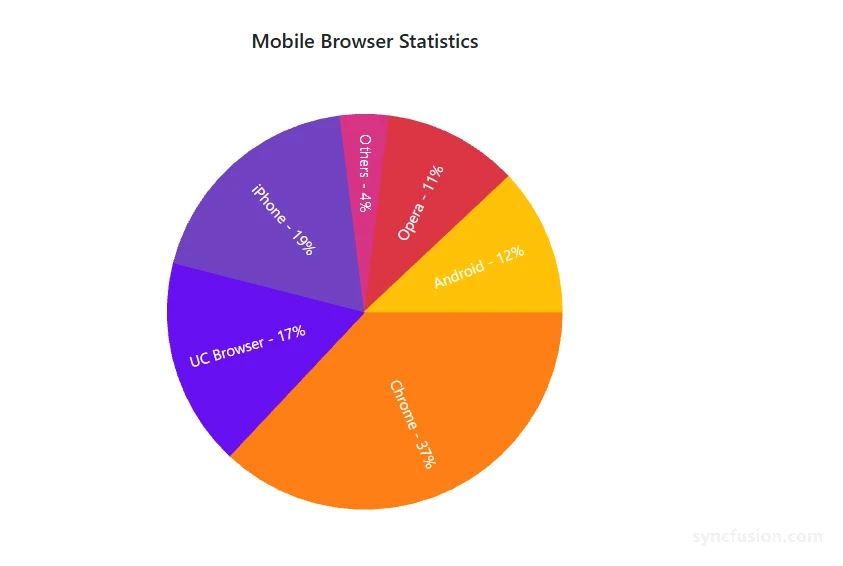 Mobile Browser Statistics
Others - 4%
Opera - 11%
iPhone - 19%
Android - 12%
UC Browser - 17%
Chrome - 37%
syncfusion.com